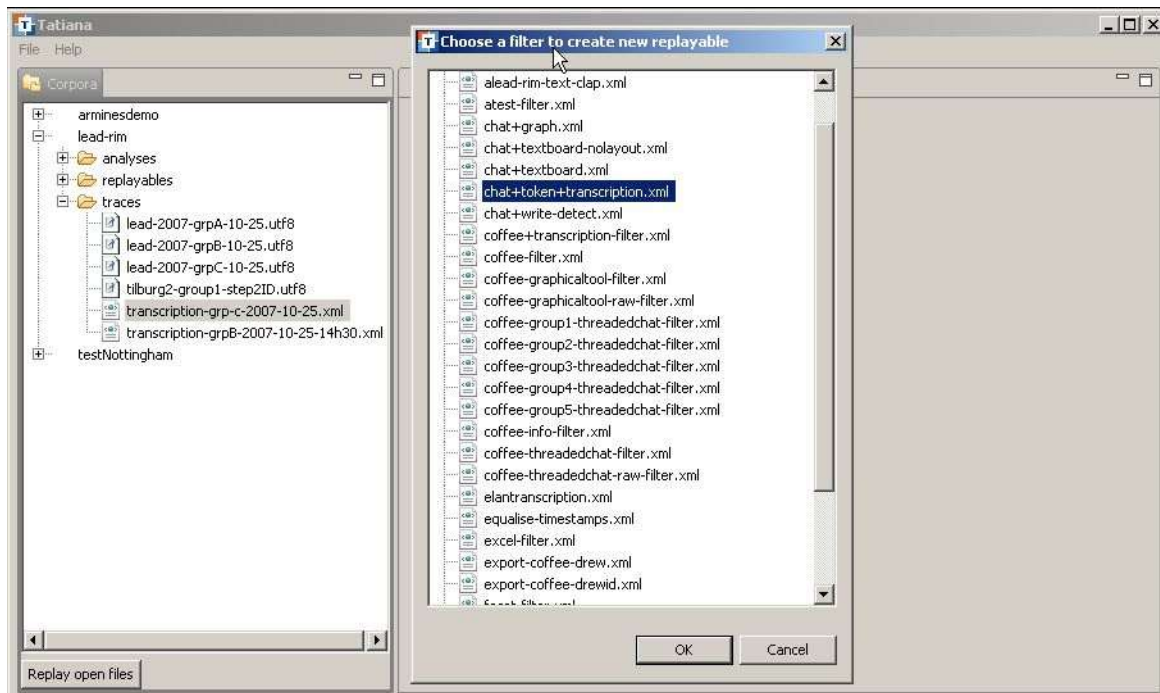 Tatiana
File Help
Corpora
arminesdemo
lead-rim
analyses
replayables
traces
lead-2007-grpA-10-25.utf8
lead-2007-grpB-10-25.utf8
lead-2007-grpC-10-25.utf8
tilburg2-group1-step2ID.utf8
transcription-grp-c-2007-10-25.xml
transcription-grpB-2007-10-25-14h30.xml
testNottingham
Replay open files
T Choose a filter to create new replayable
alead-rim-text-clap.xml
atest-filter.xml
chat+graph.xml
chat+textboard-nolayout.xml
chat+textboard.xml
chat+token+transcription.xml
chat+write-detect.xml
coffee+transcription-filter.xml
coffee-filter.xml
coffee-graphicaltool-filter.xml
coffee-graphicaltool-raw-filter.xml
coffee-group1-threadedchat-filter.xml
coffee-group2-threadedchat-filter.xml
coffee-group3-threadedchat-filter.xml
coffee-group4-threadedchat-filter.xml
coffee-group5-threadedchat-filter.xml
coffee-info-filter.xml
coffee-threadedchat-filter.xml
coffee-threadedchat-raw-filter.xml
elantranscription.xml
equalise-timestamps.xml
excel-filter.xml
export-coffee-drew.xml
export-coffee-drewid.xml
OK Cancel